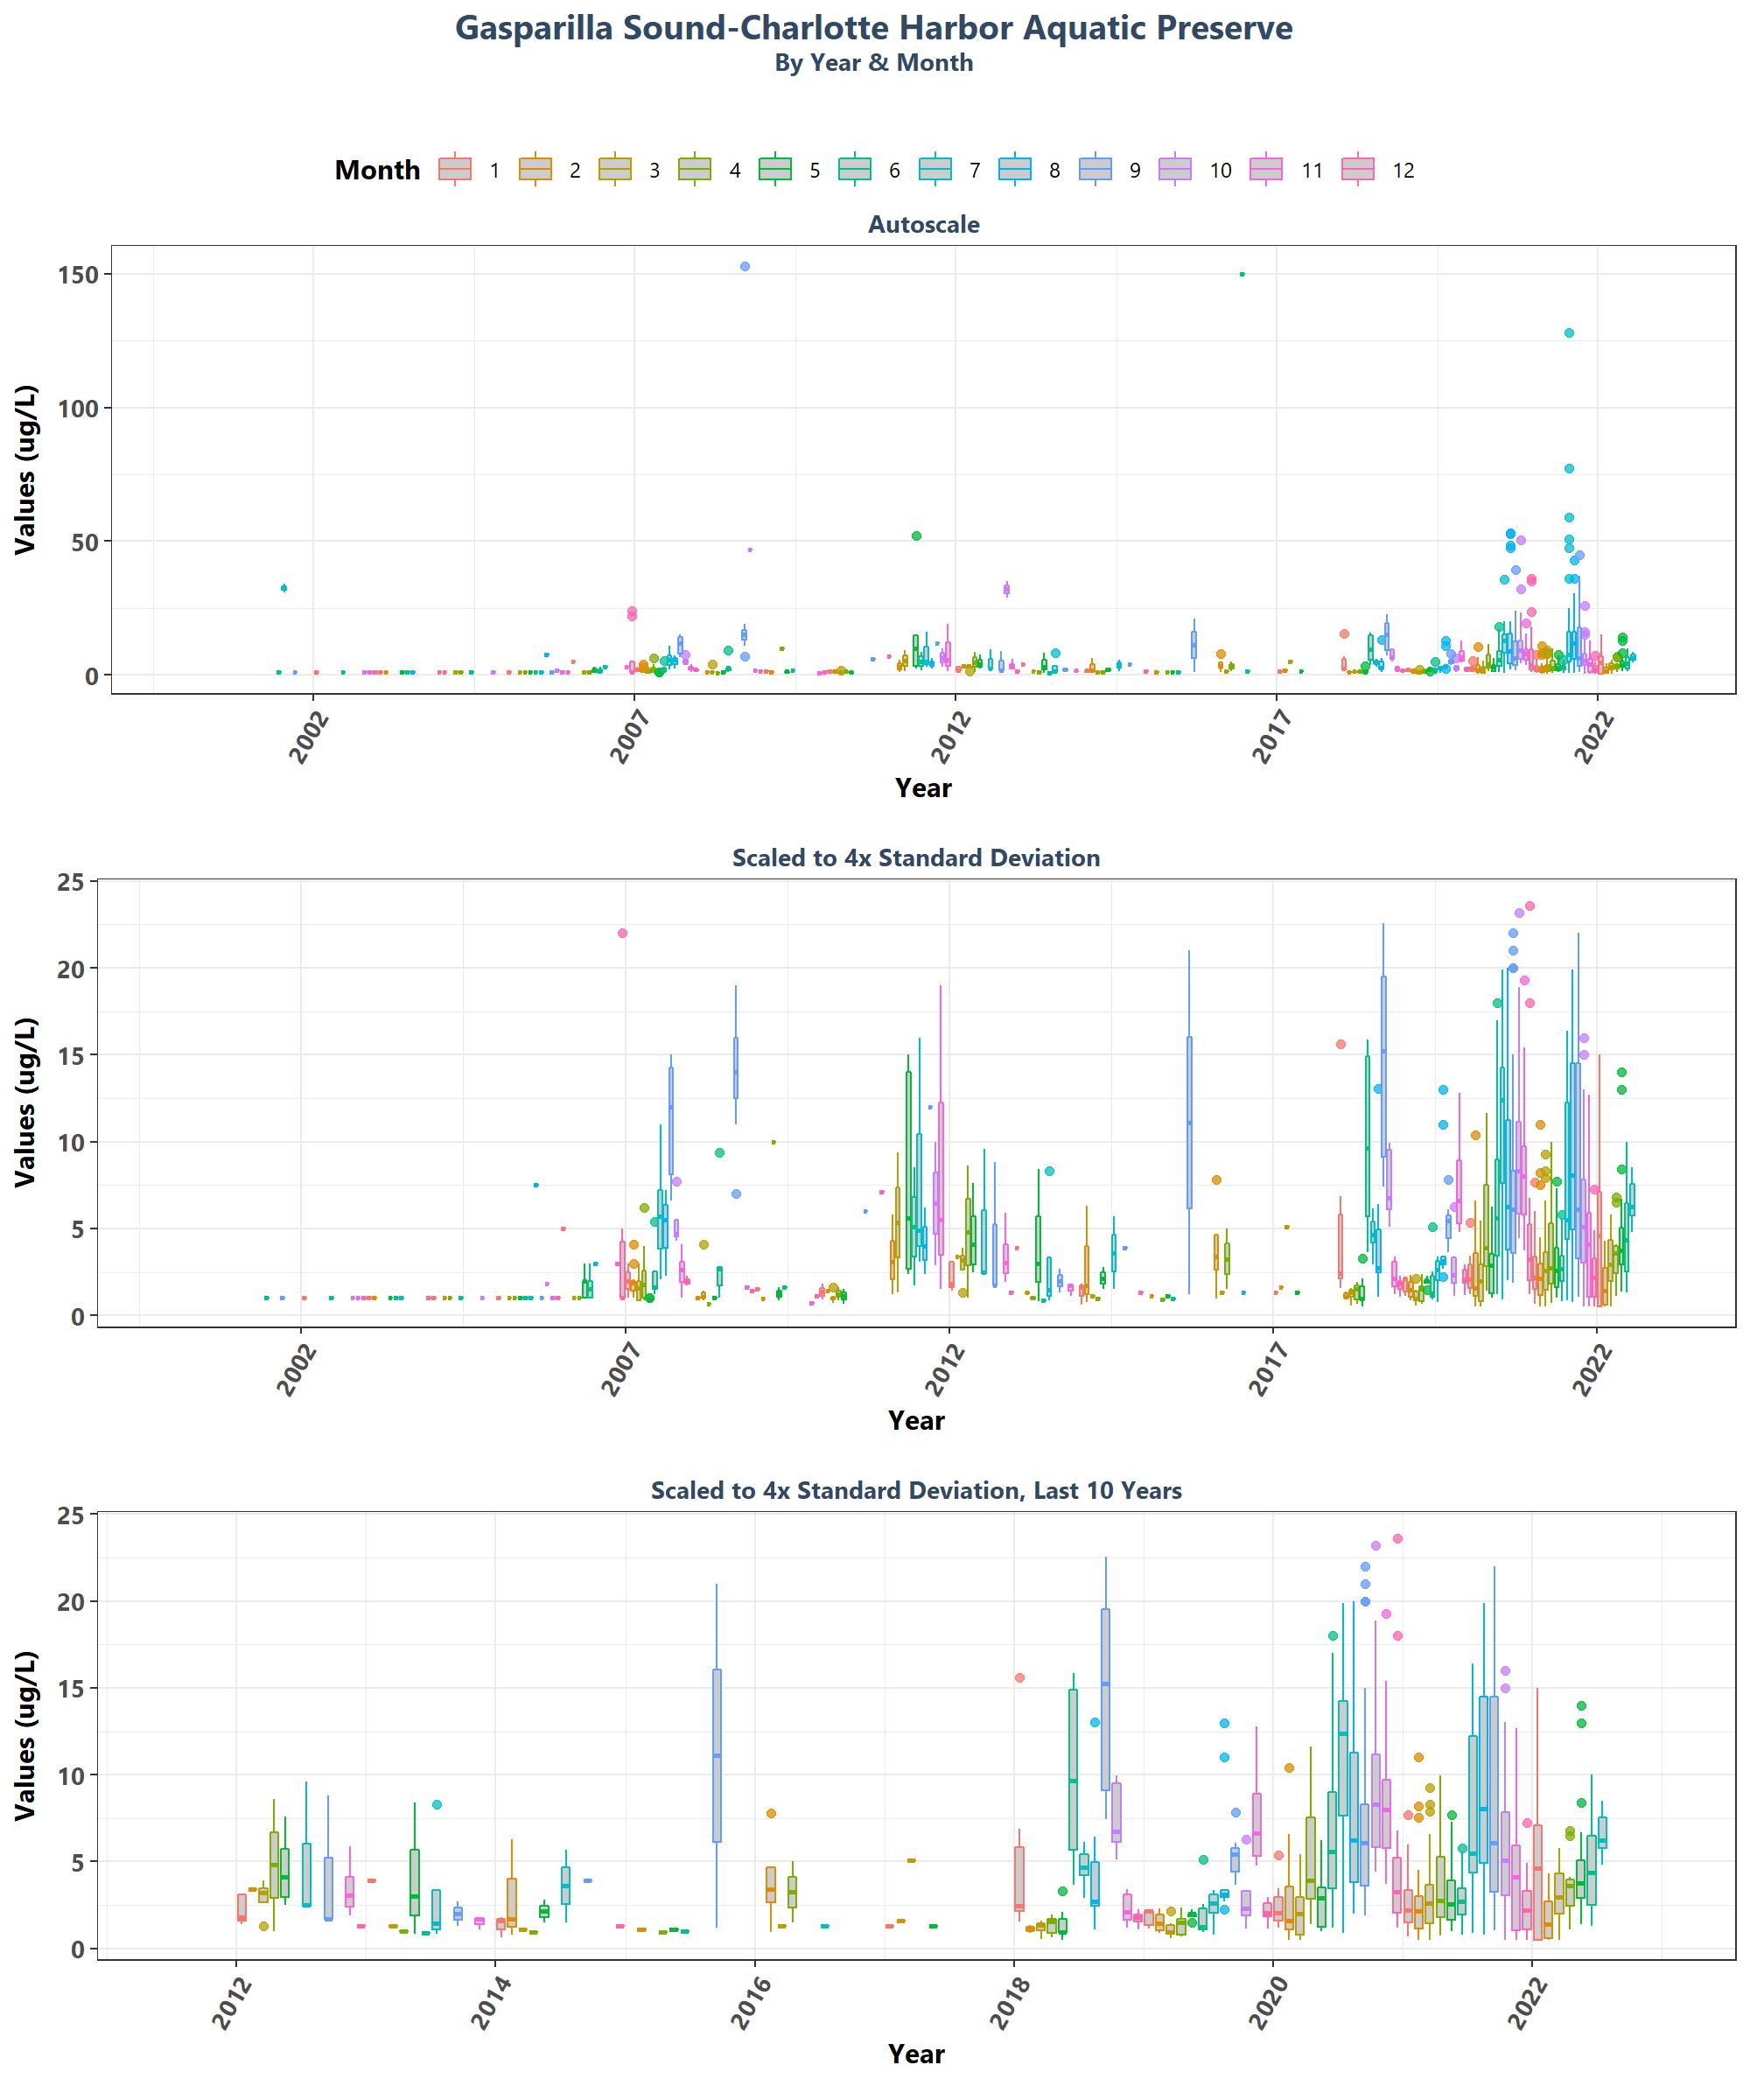 Gasparilla Sound-Charlotte Harbor Aquatic Preserve
By Year & Month
Month 1 2 3 4 5 6 7 8 9 10 11 12
Autoscale
150
100
50
0
Values (ug/L)
2002 2007 2012 2017 2022
Year
Scaled to 4x Standard Deviation
25
20
15
10
5
0
Values (ug/L)
2002 2007 2012 2017 2022
Year
Scaled to 4x Standard Deviation, Last 10 Years
25
20
15
10
5
0
Values (ug/L)
2012 2014 2016 2018 2020 2022
Year